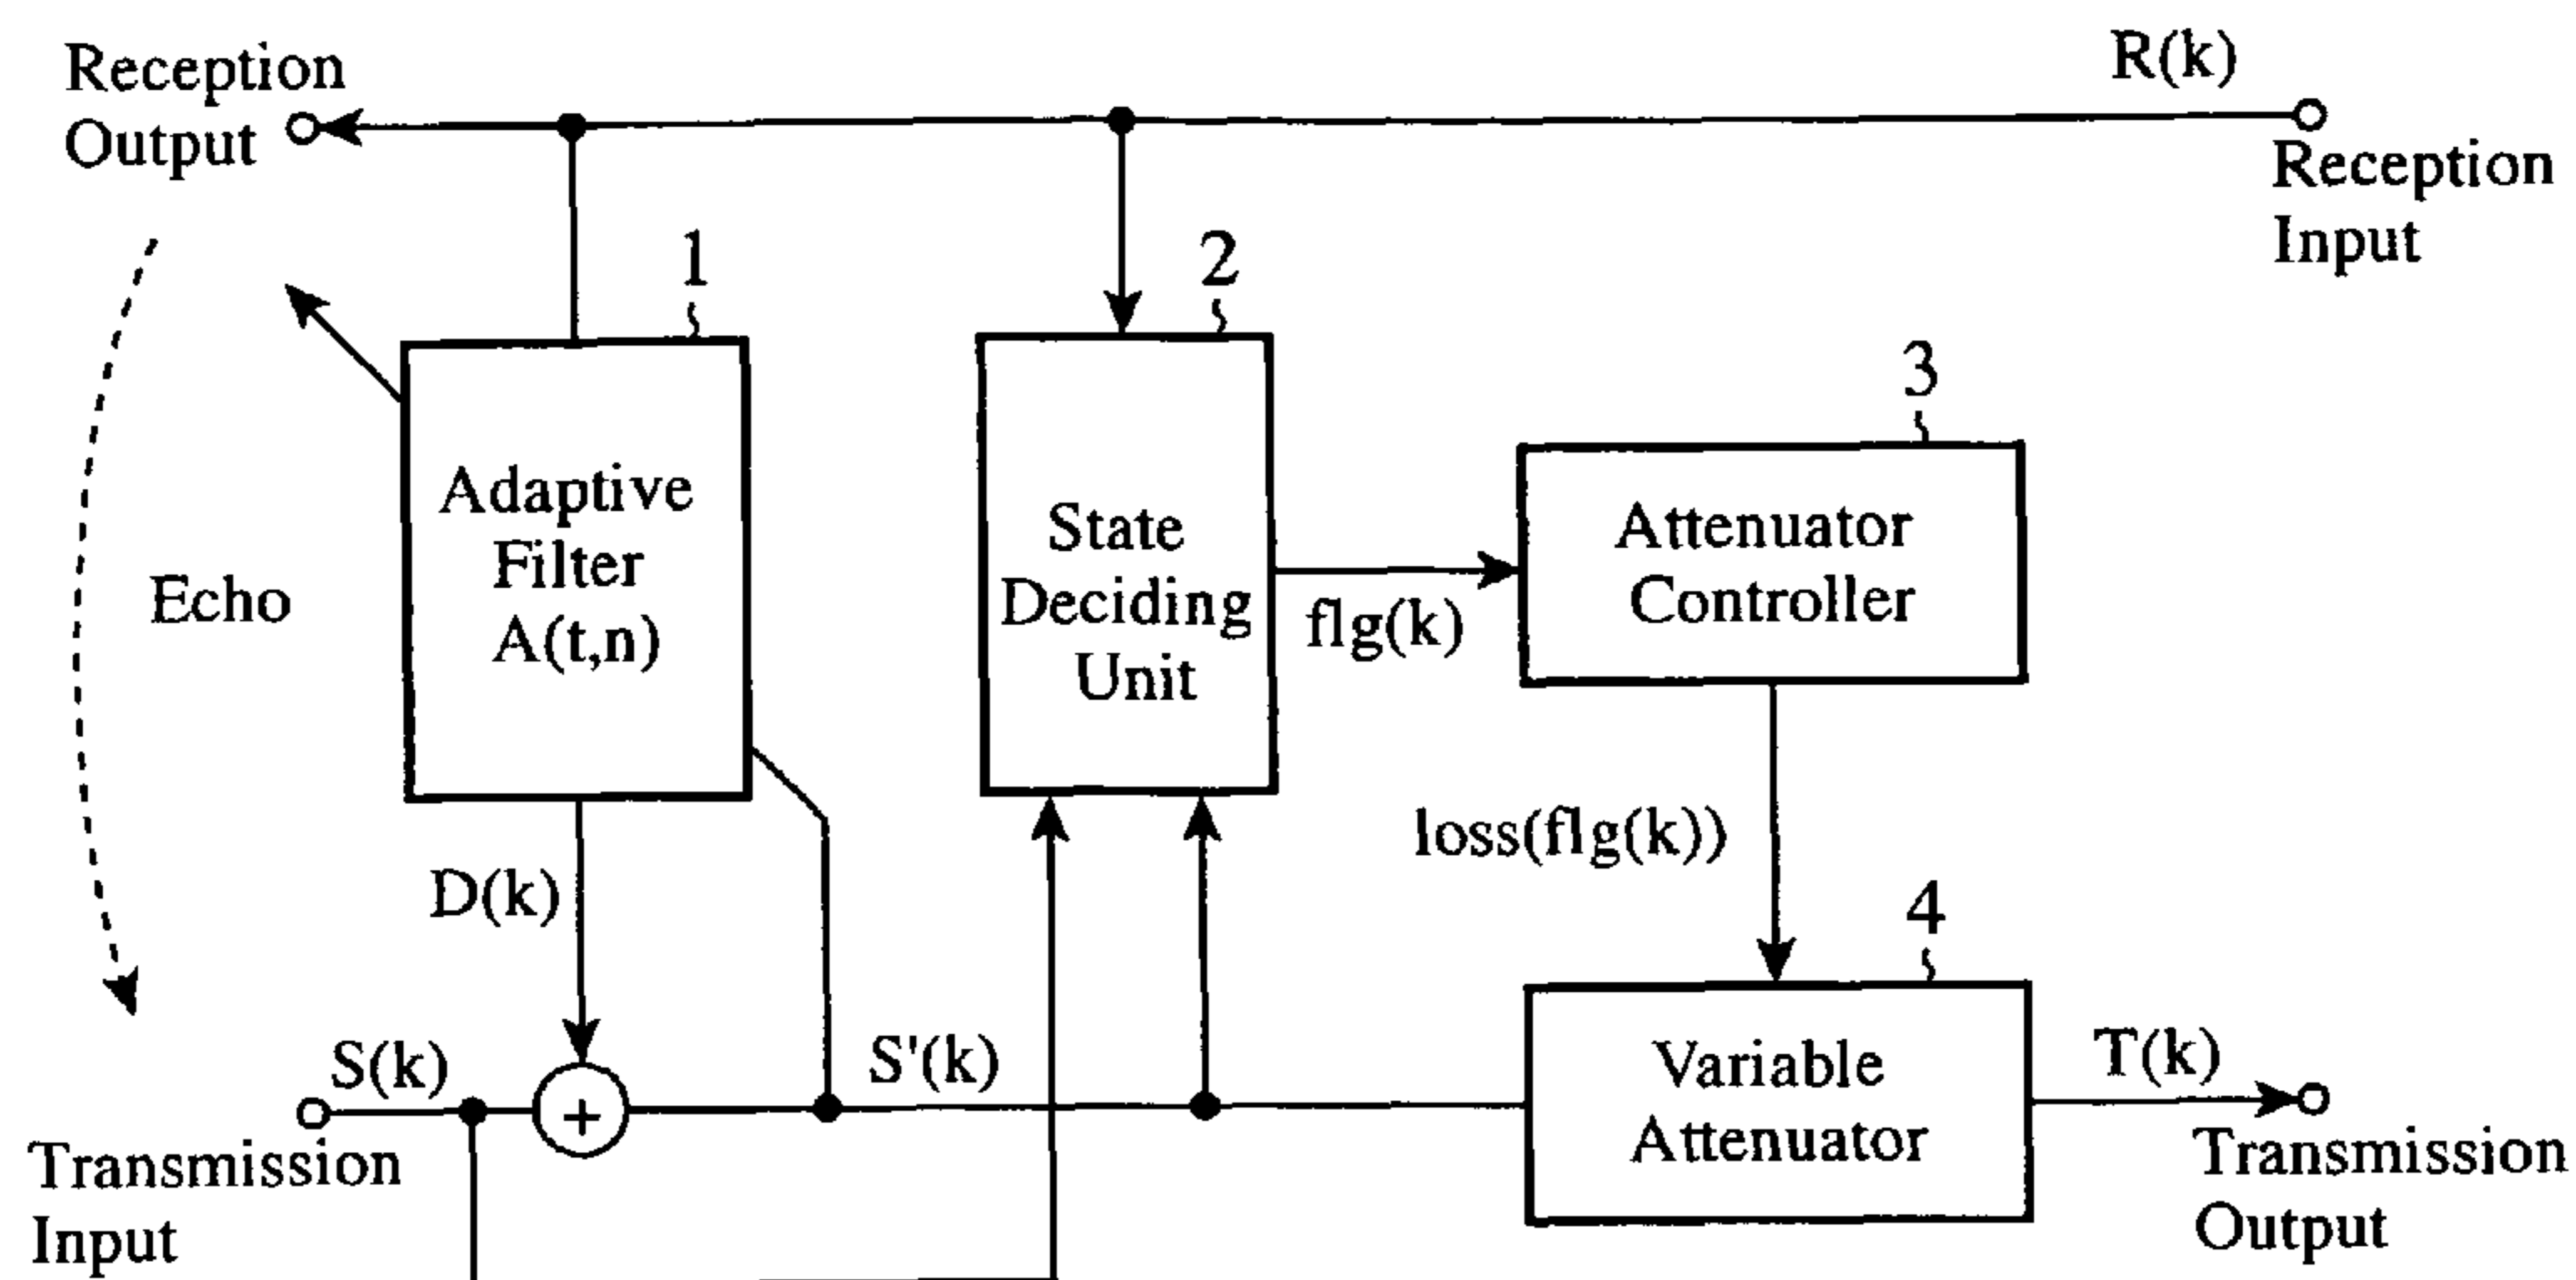 Reception
Output
R(k)
Reception
Input
1
2
3
Adaptive
Filter
A(t,n)
State
Deciding
Unit
Attenuator
Controller
Echo
flg(k)
loss(flg(k))
D(k)
4
S(k)
+
S'(k)
Variable
Attenuator
T(k)
Transmission
Input
Transmission
Output